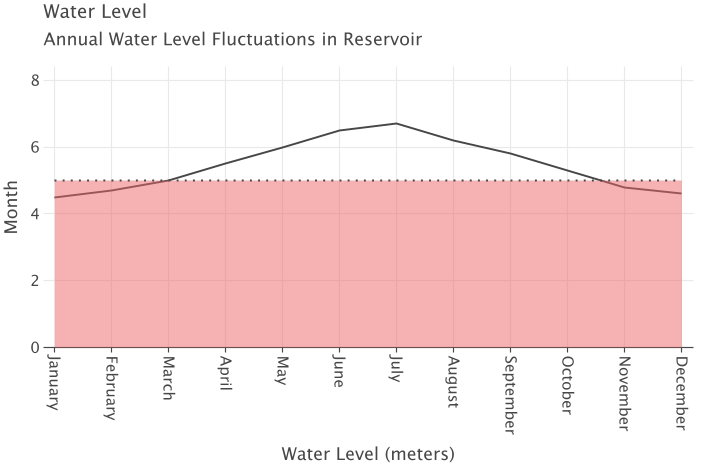 Water Level
Annual Water Level Fluctuations in Reservoir
8
6
4
2
0
Month
January
February
March
April
May
June
July
August
September
October
November
December
Water Level (meters)